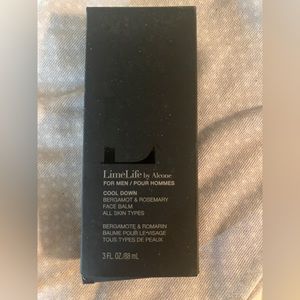 L
LimeLife by Alcone
FOR MEN / POUR HOMMES
COOL DOWN
BERGAMOT & ROSEMARY
FACE BALM
ALL SKIN TYPES
BERGAMOTE & ROMARIN
BAUME POUR LE VISAGE
TOUS TYPES DE PEAUX
3 FL OZ./88 mL